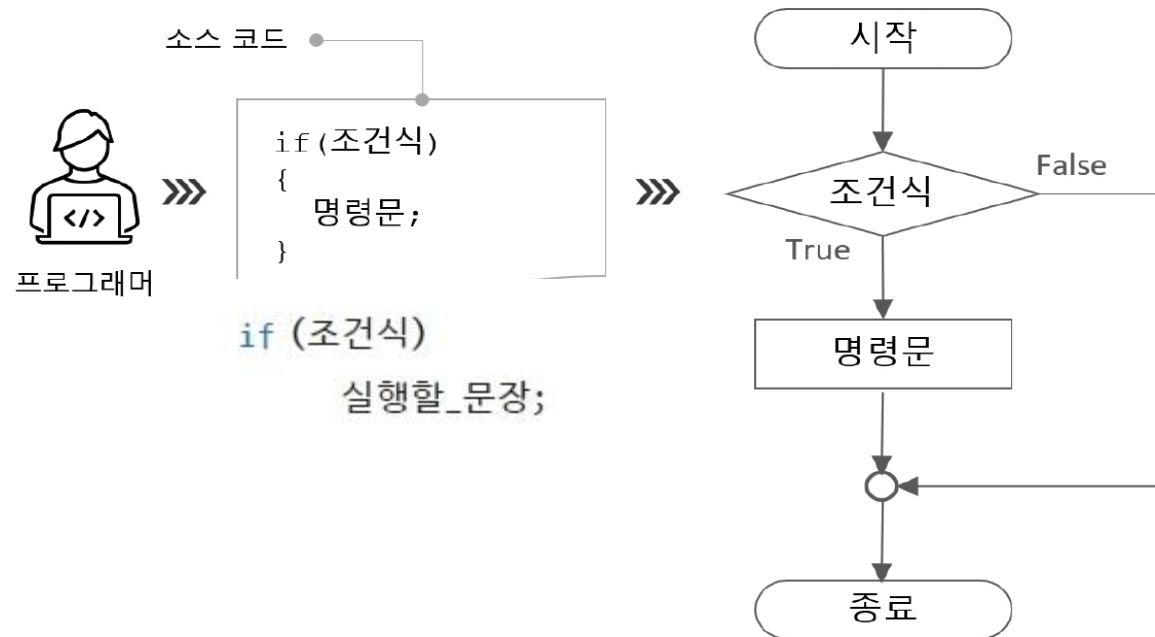 소스 코드
프로그래머
</>
if(조건식)
{
명령문;
}
if (조건식)
실행할_문장;
시작
조건식
False
True
명령문
종료